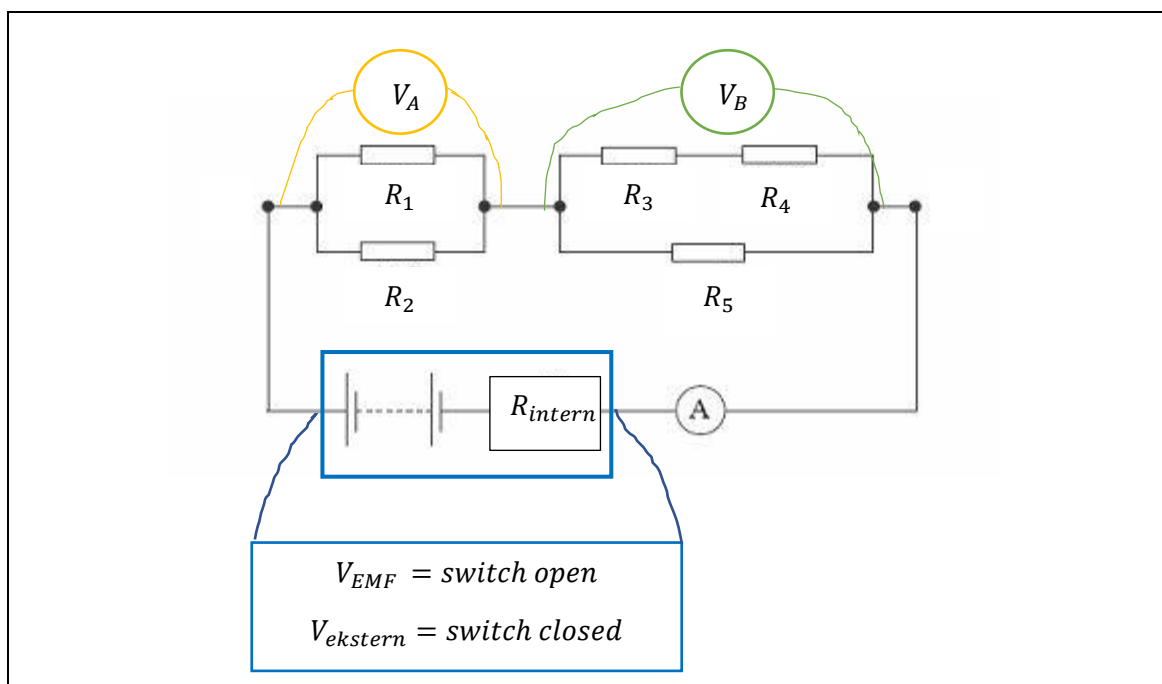 V_A
V_B
R_1
R_3
R_4
R_2
R_5
R_intern
A
V_EMF = switch open
V_ekstern = switch closed